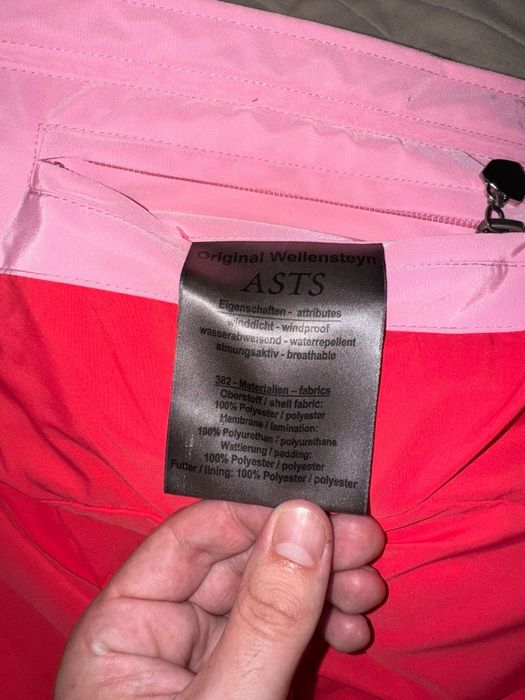 Original Wellensteyn
ASTS
Eigenschaften - attributes
winddicht - windproof
wasserabweisend - waterrepellent
atmungsaktiv - breathable
382 - Materialien – fabrics
Oberstoff / shell fabric:
100% Polyester / polyester
Membrane / lamination:
100% Polyurethan / polyurethane
Wattierung / padding:
100% Polyester / polyester
Futter / lining: 100% Polyester / polyester